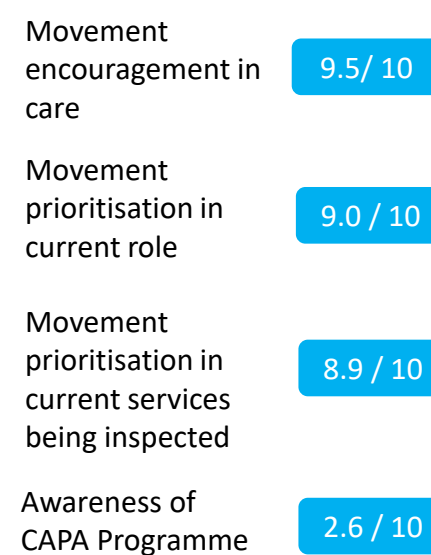 Movement
encouragement in
care
9.5/ 10
Movement
prioritisation in
current role
9.0 / 10
Movement
prioritisation in
current services
being inspected
8.9 / 10
Awareness of
CAPA Programme
2.6 / 10